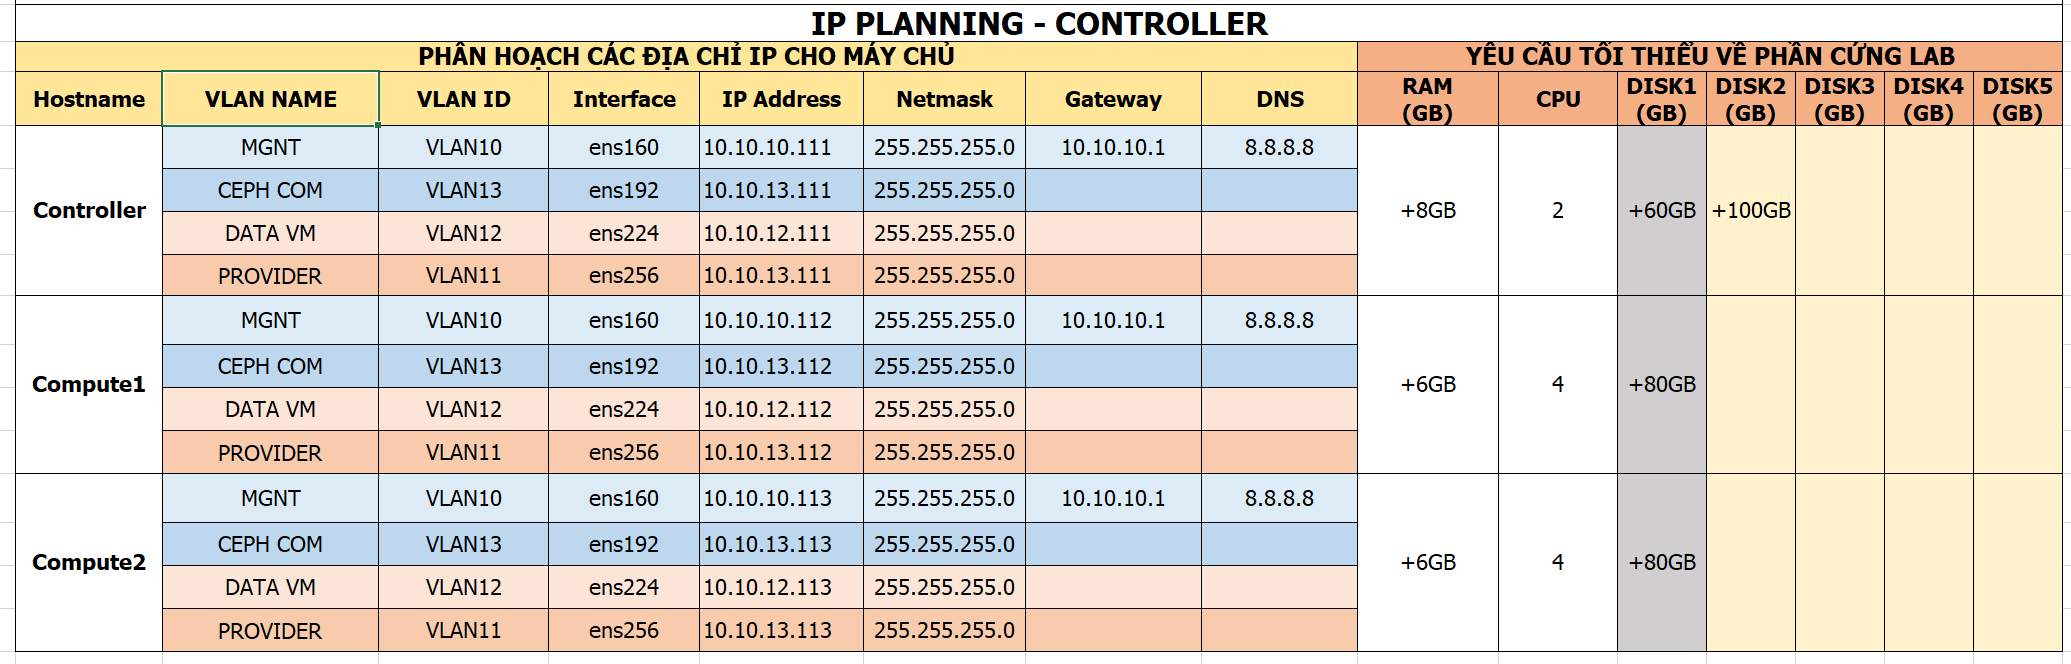 IP PLANNING - CONTROLLER
PHÂN HOẠCH CÁC ĐỊA CHỈ IP CHO MÁY CHỦ YÊU CẦU TỐI THIỂU VỀ PHẦN CỨNG LAB
Hostname VLAN NAME VLAN ID Interface IP Address Netmask Gateway DNS RAM (GB) CPU DISK1 (GB) DISK2 (GB) DISK3 (GB) DISK4 (GB) DISK5 (GB)
MGNT VLAN10 ens160 10.10.10.111 255.255.255.0 10.10.10.1 8.8.8.8
CEPH COM VLAN13 ens192 10.10.13.111 255.255.255.0
Controller +8GB 2 +60GB +100GB
DATA VM VLAN12 ens224 10.10.12.111 255.255.255.0
PROVIDER VLAN11 ens256 10.10.13.111 255.255.255.0
MGNT VLAN10 ens160 10.10.10.112 255.255.255.0 10.10.10.1 8.8.8.8
CEPH COM VLAN13 ens192 10.10.13.112 255.255.255.0
Compute1 +6GB 4 +80GB
DATA VM VLAN12 ens224 10.10.12.112 255.255.255.0
PROVIDER VLAN11 ens256 10.10.13.112 255.255.255.0
MGNT VLAN10 ens160 10.10.10.113 255.255.255.0 10.10.10.1 8.8.8.8
CEPH COM VLAN13 ens192 10.10.13.113 255.255.255.0
Compute2 +6GB 4 +80GB
DATA VM VLAN12 ens224 10.10.12.113 255.255.255.0
PROVIDER VLAN11 ens256 10.10.13.113 255.255.255.0